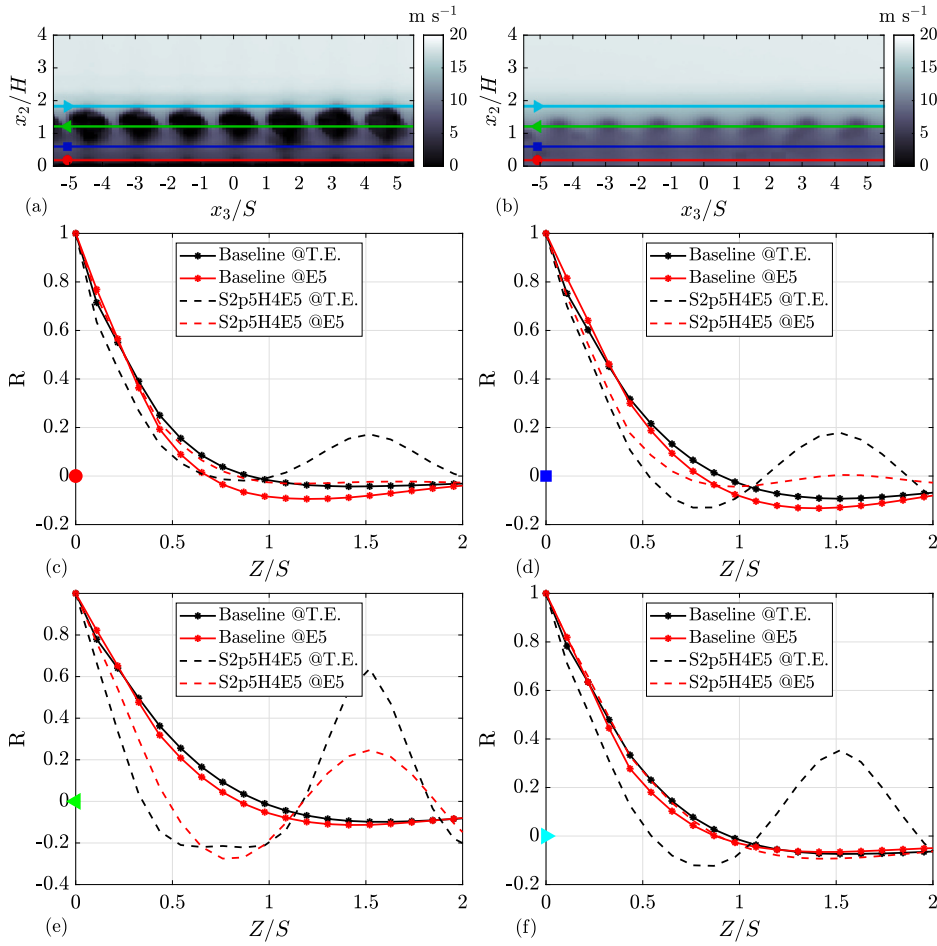 m s⁻¹
m s⁻¹
4
3
2
1
0
x₂/H
-5 -4 -3 -2 -1 0 1 2 3 4 5
x₃/S
(a)
20
15
10
5
0
4
3
2
1
0
x₂/H
-5 -4 -3 -2 -1 0 1 2 3 4 5
x₃/S
(b)
20
15
10
5
0
1
0.8
0.6
0.4
0.2
0
-0.2
R
Baseline @T.E.
Baseline @E5
S2p5H4E5 @T.E.
S2p5H4E5 @E5
0 0.5 1 1.5 2
Z/S
(c)
1
0.8
0.6
0.4
0.2
0
-0.2
R
Baseline @T.E.
Baseline @E5
S2p5H4E5 @T.E.
S2p5H4E5 @E5
0 0.5 1 1.5 2
Z/S
(d)
0.8
0.6
0.4
0.2
0
-0.2
-0.4
R
Baseline @T.E.
Baseline @E5
S2p5H4E5 @T.E.
S2p5H4E5 @E5
0 0.5 1 1.5 2
Z/S
(e)
1
0.8
0.6
0.4
0.2
0
-0.2
R
Baseline @T.E.
Baseline @E5
S2p5H4E5 @T.E.
S2p5H4E5 @E5
0 0.5 1 1.5 2
Z/S
(f)